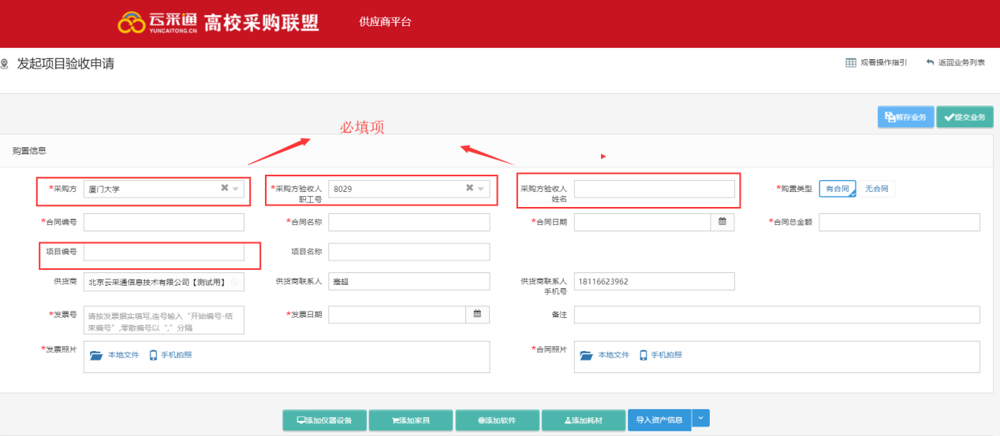 云采通 高校采购联盟 供应商平台
YUNCAITONG.CN
发起项目验收申请 观看操作指引 返回业务列表
暂存业务 提交业务
必填项
购置信息
*采购方 厦门大学 *采购方验收人职工号 8029 采购方验收人姓名 *购置类型 有合同 无合同
*合同编号 *合同名称 *合同日期 *合同总金额
项目编号 项目名称
供货商 北京云采通信息技术有限公司【测试用】 供货商联系人 蹇超 供货商联系人手机号 18116623962
*发票号 请按发票据实填写,连号输入“开始编号-结束编号”,零散编号以“,”分隔 *发票日期 备注
*发票照片 本地文件 手机拍照 *合同照片 本地文件 手机拍照
添加仪器设备 添加家具 添加软件 添加耗材 导入资产信息